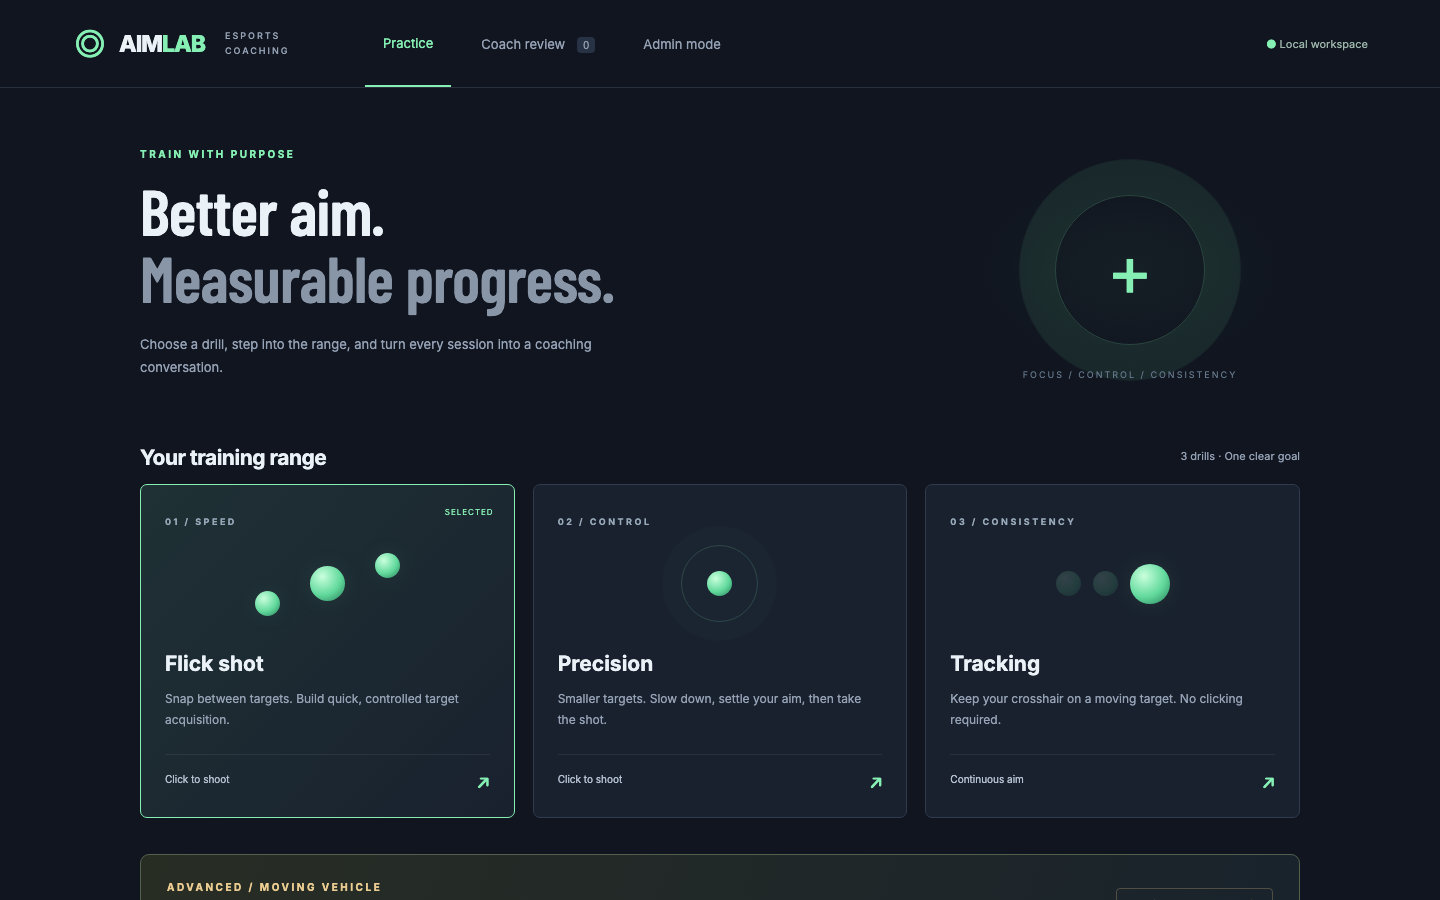 AIMLAB
ESPORTS
COACHING
Practice
Coach review 0
Admin mode
Local workspace
TRAIN WITH PURPOSE
Better aim.
Measurable progress.
Choose a drill, step into the range, and turn every session into a coaching
conversation.
+
FOCUS / CONTROL / CONSISTENCY
Your training range
3 drills · One clear goal
01 / SPEED
SELECTED
Flick shot
Snap between targets. Build quick, controlled target
acquisition.
Click to shoot
02 / CONTROL
Precision
Smaller targets. Slow down, settle your aim, then take
the shot.
Click to shoot
03 / CONSISTENCY
Tracking
Keep your crosshair on a moving target. No clicking
required.
Continuous aim
ADVANCED / MOVING VEHICLE